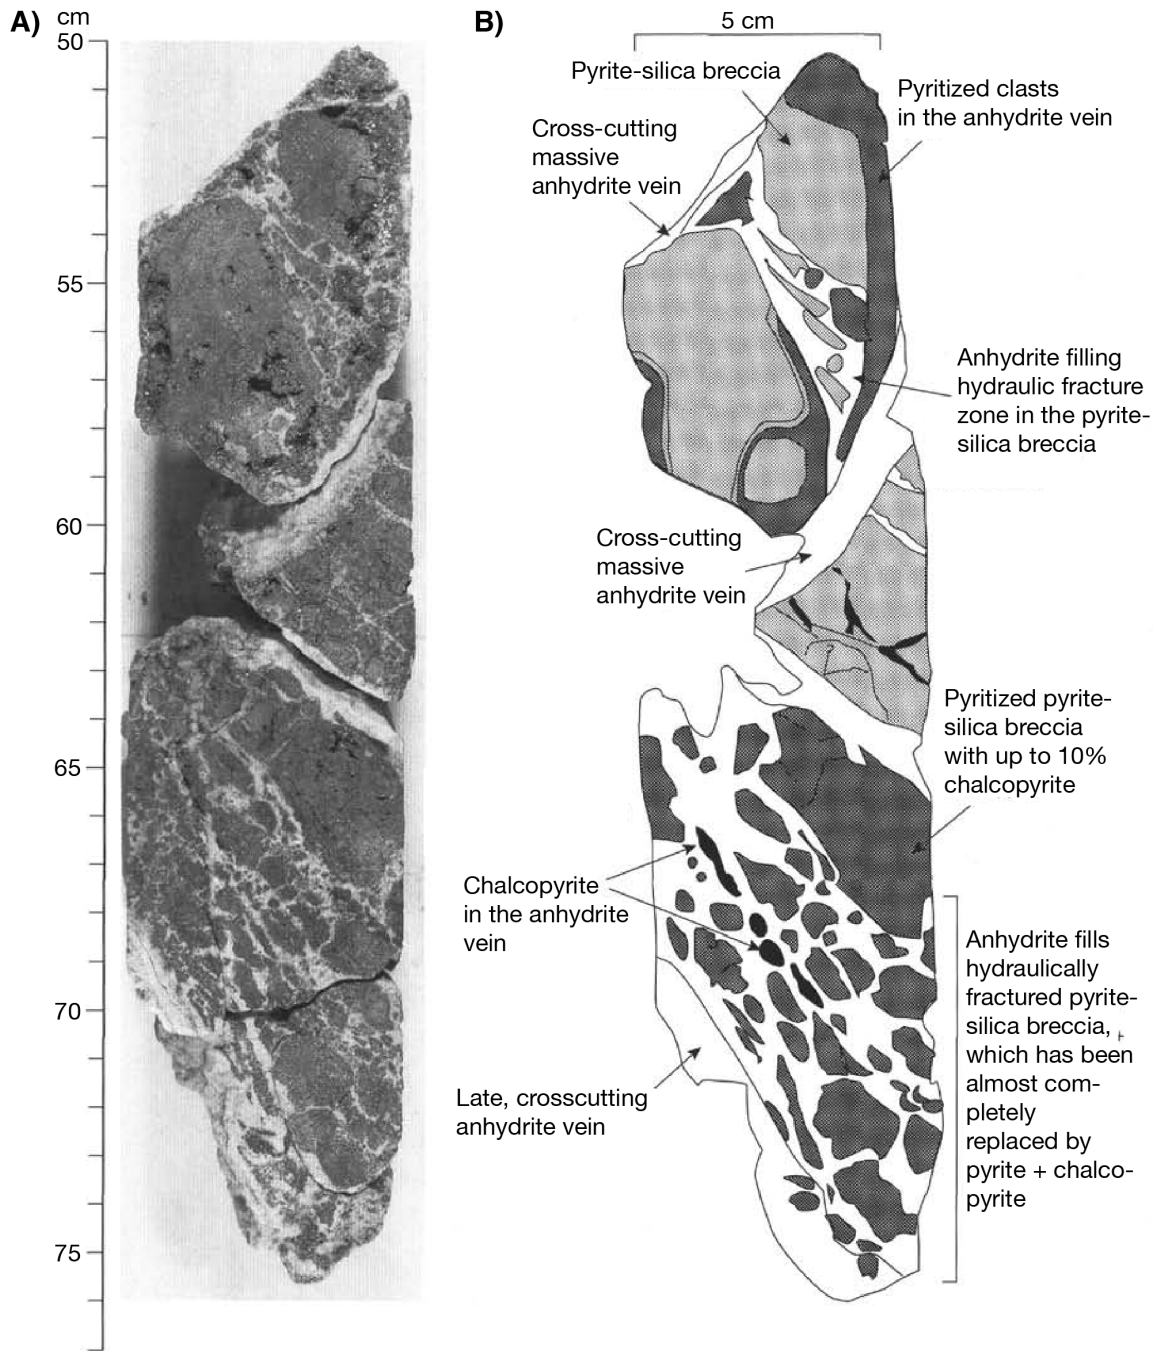 A)
cm
50
55
60
65
70
75
B)
5 cm
Pyrite-silica breccia
Pyritized clasts
in the anhydrite vein
Cross-cutting
massive
anhydrite vein
Anhydrite filling
hydraulic fracture
zone in the pyrite-
silica breccia
Cross-cutting
massive
anhydrite vein
?
Pyritized pyrite-
silica breccia
with up to 10%
chalcopyrite
Chalcopyrite
in the anhydrite
vein
Anhydrite fills
hydraulically
fractured pyrite-
silica breccia,
which has been
almost com-
pletely
replaced by
pyrite + chalco-
pyrite
Late, crosscutting
anhydrite vein